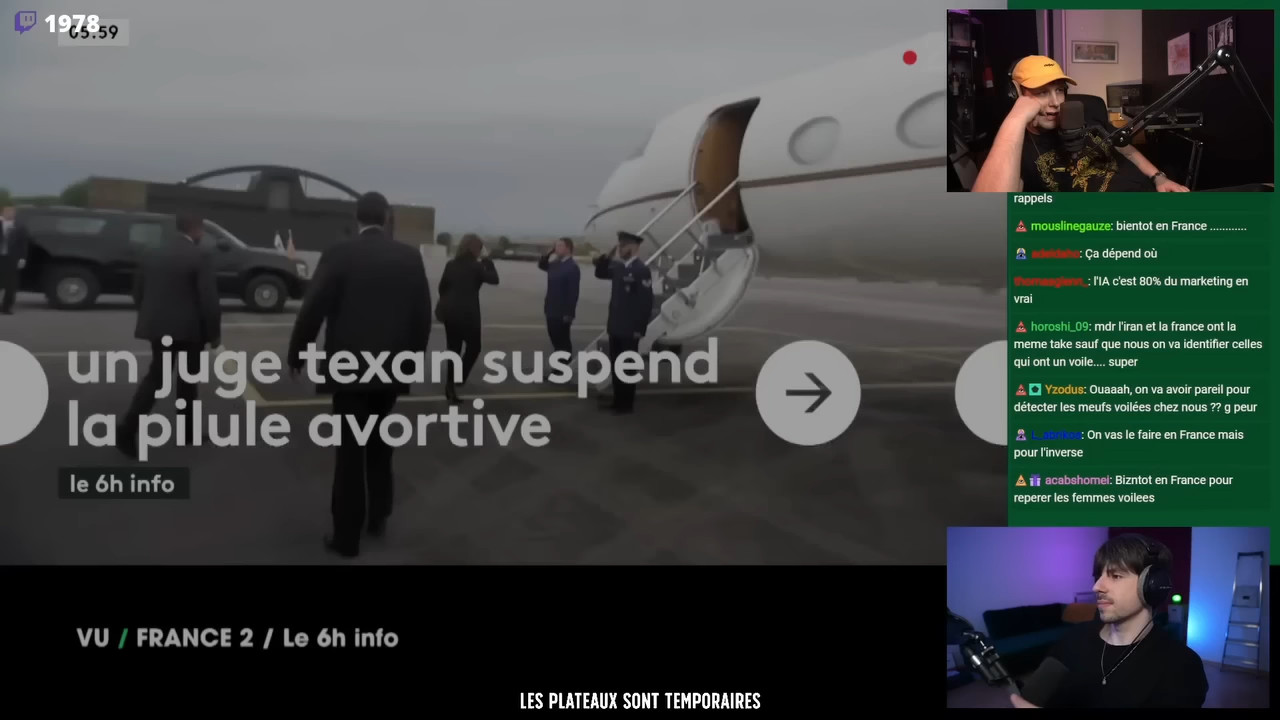 1978
05:59
un juge texan suspend
la pilule avortive
le 6h info
VU / FRANCE 2 / Le 6h info
LES PLATEAUX SONT TEMPORAIRES
rappels
mouslinegauze: bientot en France ............
: Ça dépend où
: l'IA c'est 80% du marketing en
vrai
horoshi_09: mdr l'iran et la france ont la
meme take sauf que nous on va identifier celles
qui ont un voile.... super
Yzodus: Ouaaah, on va avoir pareil pour
détecter les meufs voilées chez nous ?? g peur
: On vas le faire en France mais
pour l'inverse
acabshomei: Bizntot en France pour
reperer les femmes voilees